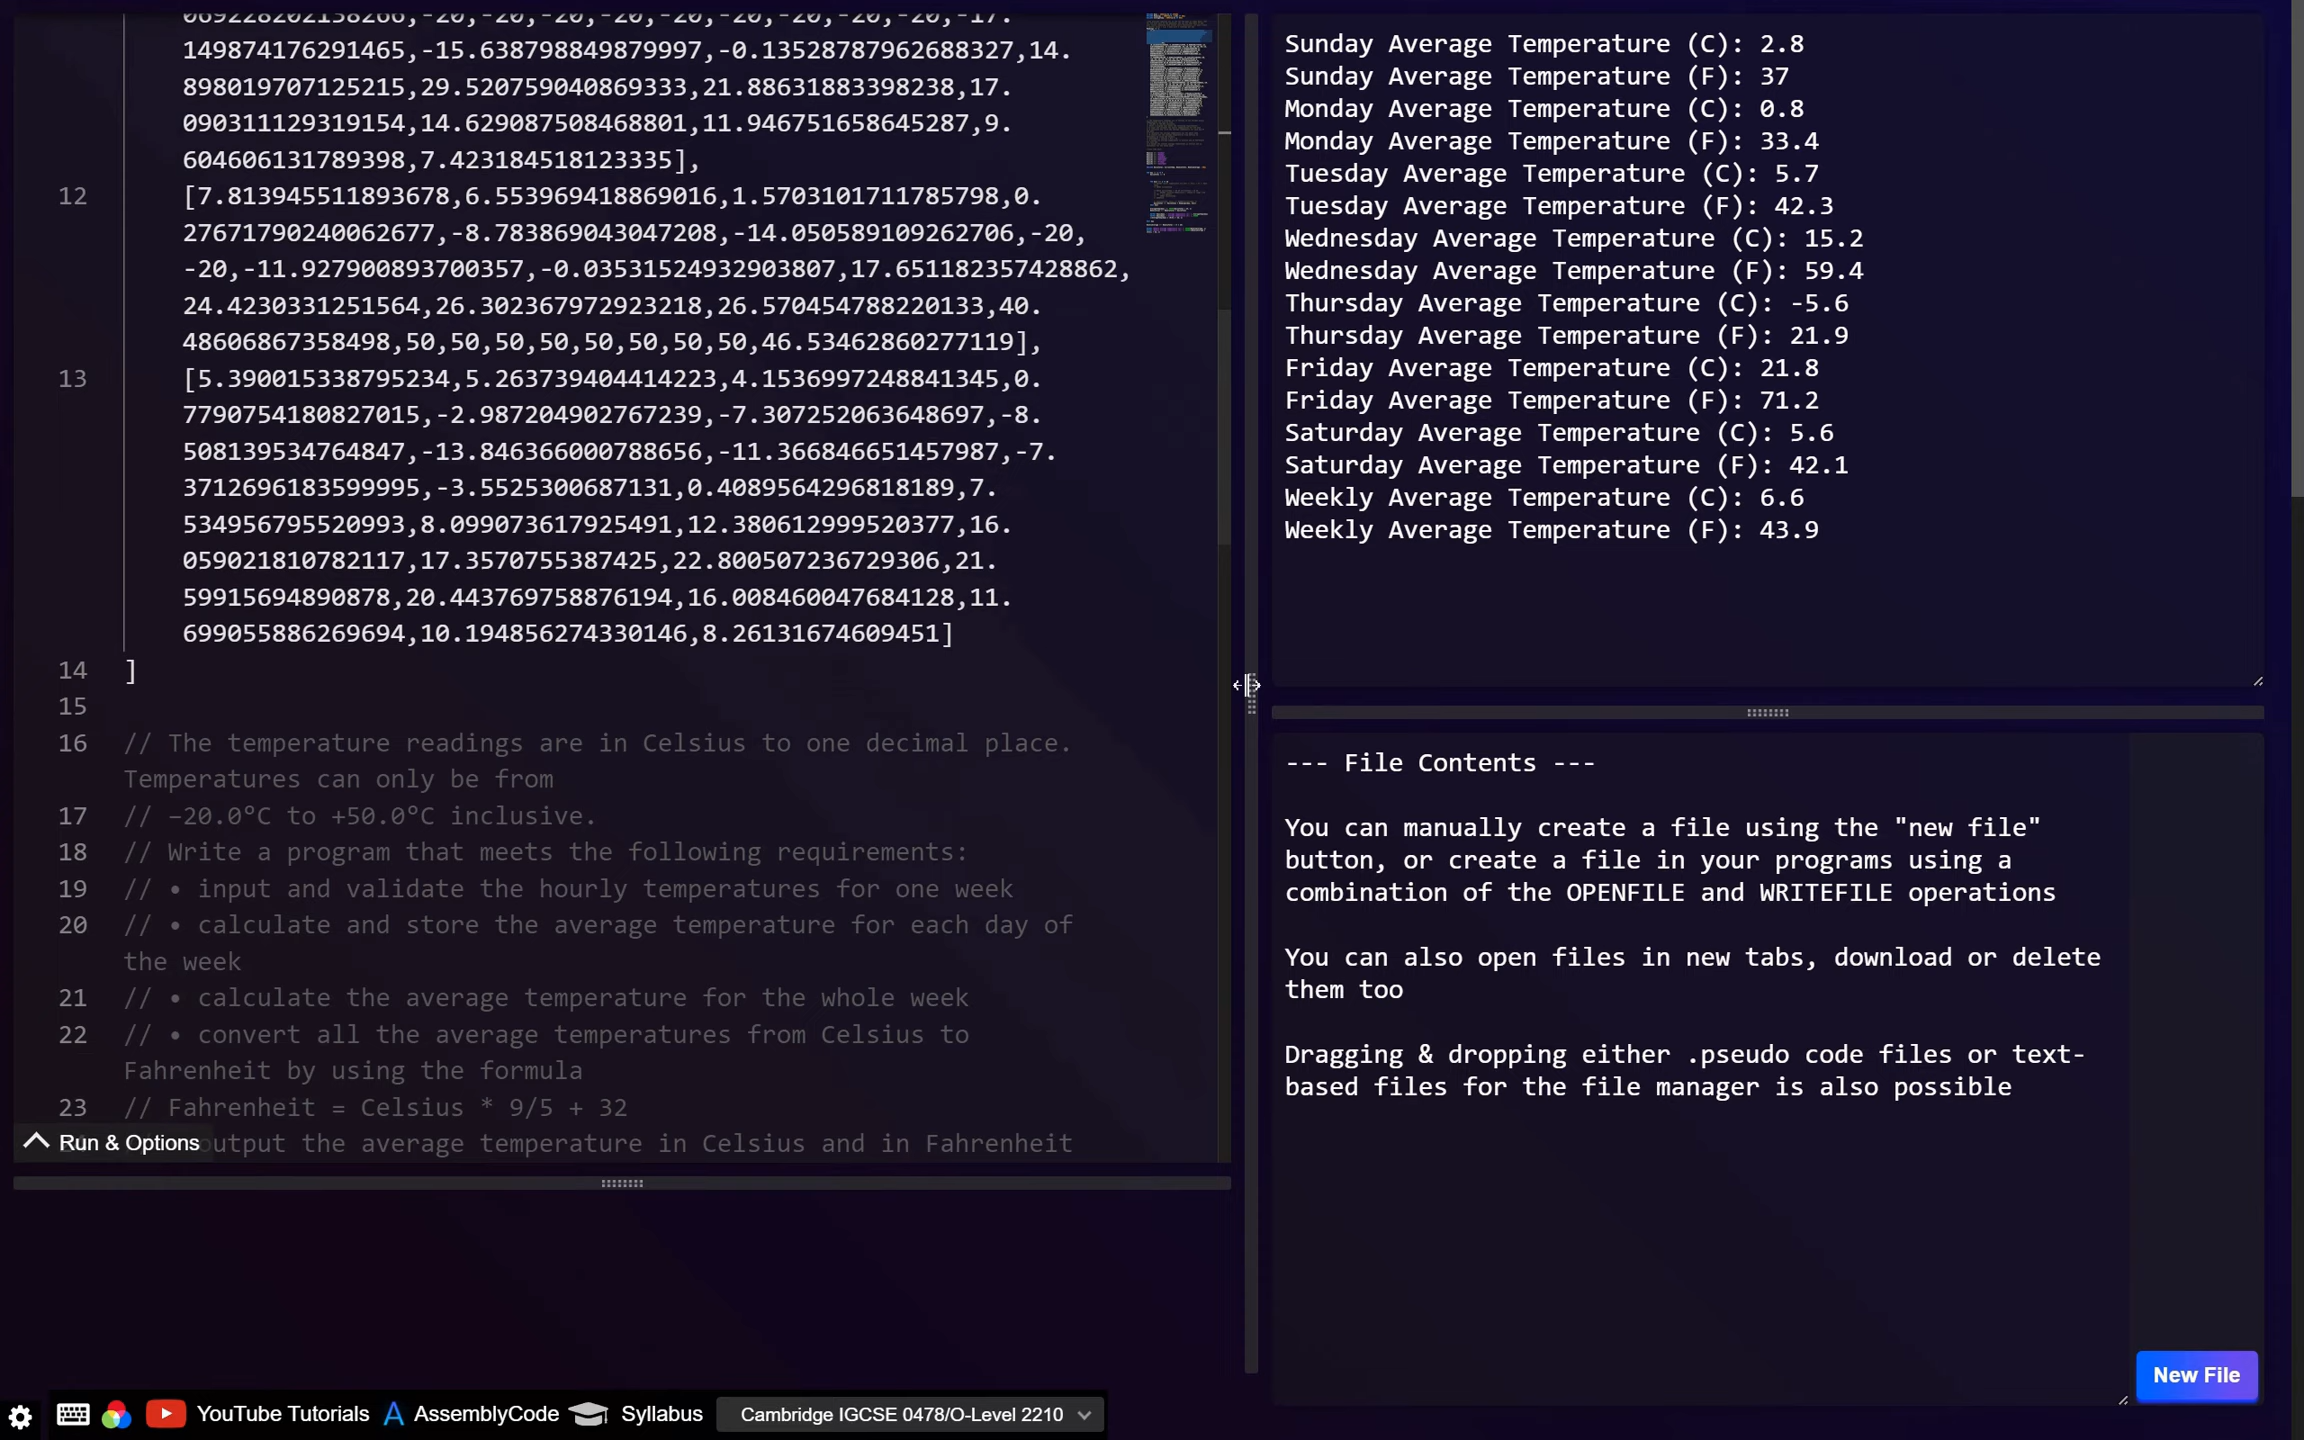 069228202138266,-20,-20,-20,-20,-20,-20,-20,-20,-20,-17.
149874176291465,-15.638798849879997,-0.13528787962688327,14.
898019707125215,29.520759040869333,21.88631883398238,17.
090311129319154,14.629087508468801,11.946751658645287,9.
604606131789398,7.423184518123335],
12 [7.813945511893678,6.553969418869016,1.5703101711785798,0.
27671790240062677,-8.783869043047208,-14.050589109262706,-20,
-20,-11.927900893700357,-0.03531524932903807,17.651182357428862,
24.4230331251564,26.302367972923218,26.570454788220133,40.
48606867358498,50,50,50,50,50,50,50,50,46.53462860277119],
13 [5.390015338795234,5.263739404414223,4.1536997248841345,0.
7790754180827015,-2.987204902767239,-7.307252063648697,-8.
508139534764847,-13.846366000788656,-11.366846651457987,-7.
3712696183599995,-3.5525300687131,0.4089564296818189,7.
534956795520993,8.099073617925491,12.380612999520377,16.
059021810782117,17.3570755387425,22.800507236729306,21.
59915694890878,20.443769758876194,16.008460047684128,11.
699055886269694,10.194856274330146,8.26131674609451]
14 ]
15
16 // The temperature readings are in Celsius to one decimal place.
Temperatures can only be from
17 // −20.0°C to +50.0°C inclusive.
18 // Write a program that meets the following requirements:
19 // • input and validate the hourly temperatures for one week
20 // • calculate and store the average temperature for each day of
the week
21 // • calculate the average temperature for the whole week
22 // • convert all the average temperatures from Celsius to
Fahrenheit by using the formula
23 // Fahrenheit = Celsius * 9/5 + 32
Run & Options output the average temperature in Celsius and in Fahrenheit
Sunday Average Temperature (C): 2.8
Sunday Average Temperature (F): 37
Monday Average Temperature (C): 0.8
Monday Average Temperature (F): 33.4
Tuesday Average Temperature (C): 5.7
Tuesday Average Temperature (F): 42.3
Wednesday Average Temperature (C): 15.2
Wednesday Average Temperature (F): 59.4
Thursday Average Temperature (C): -5.6
Thursday Average Temperature (F): 21.9
Friday Average Temperature (C): 21.8
Friday Average Temperature (F): 71.2
Saturday Average Temperature (C): 5.6
Saturday Average Temperature (F): 42.1
Weekly Average Temperature (C): 6.6
Weekly Average Temperature (F): 43.9
--- File Contents ---
You can manually create a file using the "new file"
button, or create a file in your programs using a
combination of the OPENFILE and WRITEFILE operations
You can also open files in new tabs, download or delete
them too
Dragging & dropping either .pseudo code files or text-
based files for the file manager is also possible
New File
YouTube Tutorials AssemblyCode Syllabus Cambridge IGCSE 0478/O-Level 2210